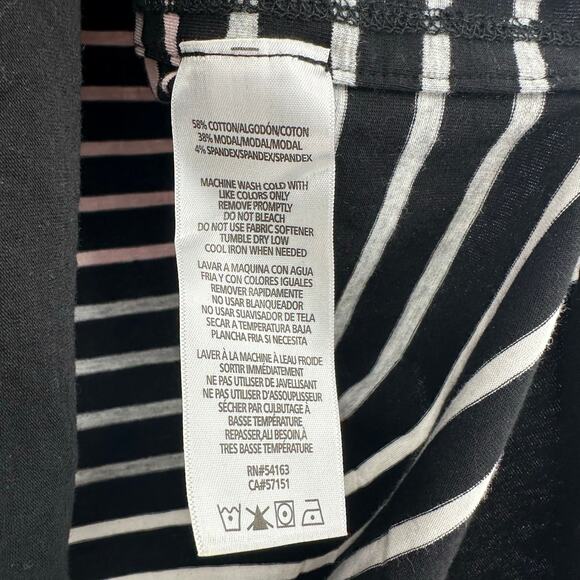 58% COTTON/ALGODÓN/COTON
38% MODAL/MODAL/MODAL
4% SPANDEX/SPANDEX/SPANDEX
MACHINE WASH COLD WITH
LIKE COLORS ONLY
REMOVE PROMPTLY
DO NOT BLEACH
DO NOT USE FABRIC SOFTENER
TUMBLE DRY LOW
COOL IRON WHEN NEEDED
LAVAR A MAQUINA CON AGUA
FRIA Y CON COLORES IGUALES
REMOVER RAPIDAMENTE
NO USAR BLANQUEADOR
NO USAR SUAVISADOR DE TELA
SECAR A TEMPERATURA BAJA
PLANCHA FRIA SI NECESITA
LAVER À LA MACHINE À LEAU FROIDE
SORTIR IMMÉDIATEMENT
NE PAS UTILISER DE JAVELLISANT
NE PAS UTILISER D'ASSOUPLISSEUR
SÉCHER PAR CULBUTAGE À
BASSE TEMPÉRATURE
REPASSER,ALI BESOIN,À
TRES BASSE TEMPÉRATURE
RN#54163
CA#57151